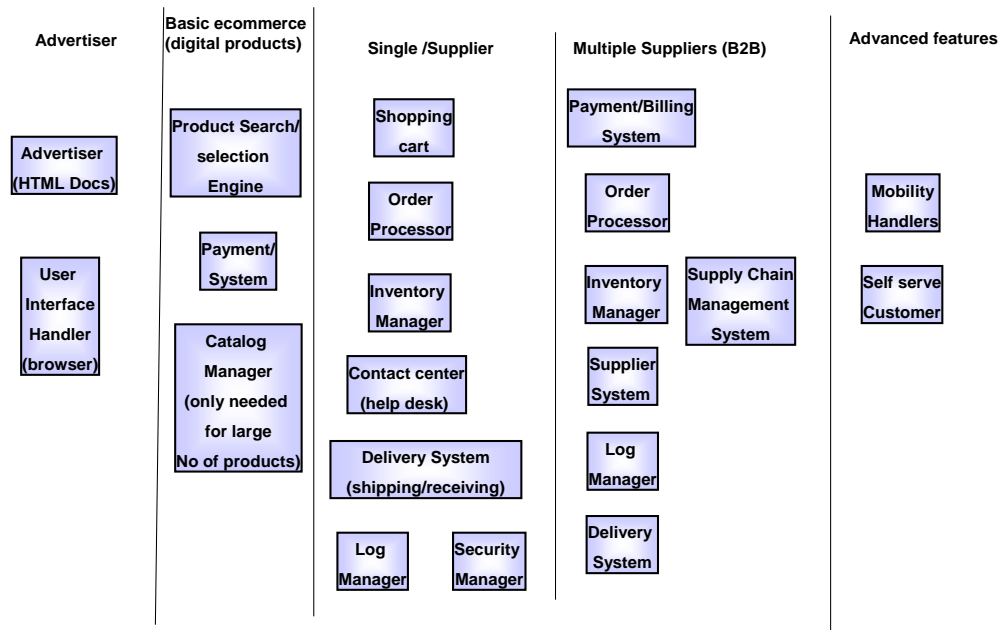 Advertiser
Basic ecommerce
(digital products)
Single /Supplier
Multiple Suppliers (B2B)
Advanced features
Advertiser
(HTML Docs)
User
Interface
Handler
(browser)
Product Search/
selection
Engine
Payment/
System
Catalog
Manager
(only needed
for large
No of products)
Shopping
cart
Order
Processor
Inventory
Manager
Contact center
(help desk)
Delivery System
(shipping/receiving)
Log
Manager
Security
Manager
Payment/Billing
System
Order
Processor
Inventory
Manager
Supply Chain
Management
System
Supplier
System
Log
Manager
Delivery
System
Mobility
Handlers
Self serve
Customer